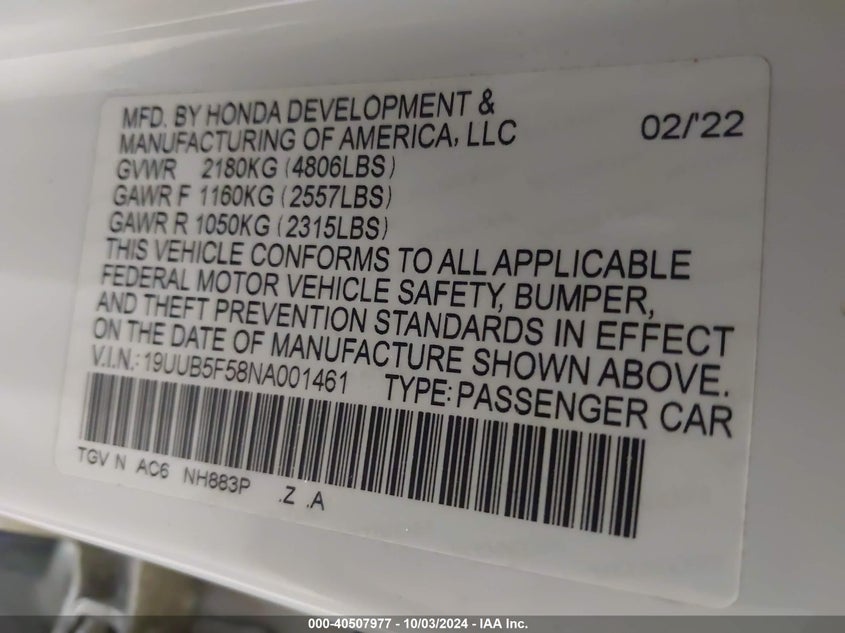 MFD. BY HONDA DEVELOPMENT &
MANUFACTURING OF AMERICA, LLC 02/'22
GVWR 2180KG (4806LBS)
GAWR F 1160KG (2557LBS)
GAWR R 1050KG (2315LBS)
THIS VEHICLE CONFORMS TO ALL APPLICABLE
FEDERAL MOTOR VEHICLE SAFETY, BUMPER,
AND THEFT PREVENTION STANDARDS IN EFFECT
ON THE DATE OF MANUFACTURE SHOWN ABOVE.
V.I.N.: 19UUB5F58NA001461 TYPE: PASSENGER CAR
TGV N AC6 NH883P .Z .A
000-40507977 - 10/03/2024 - IAA Inc.